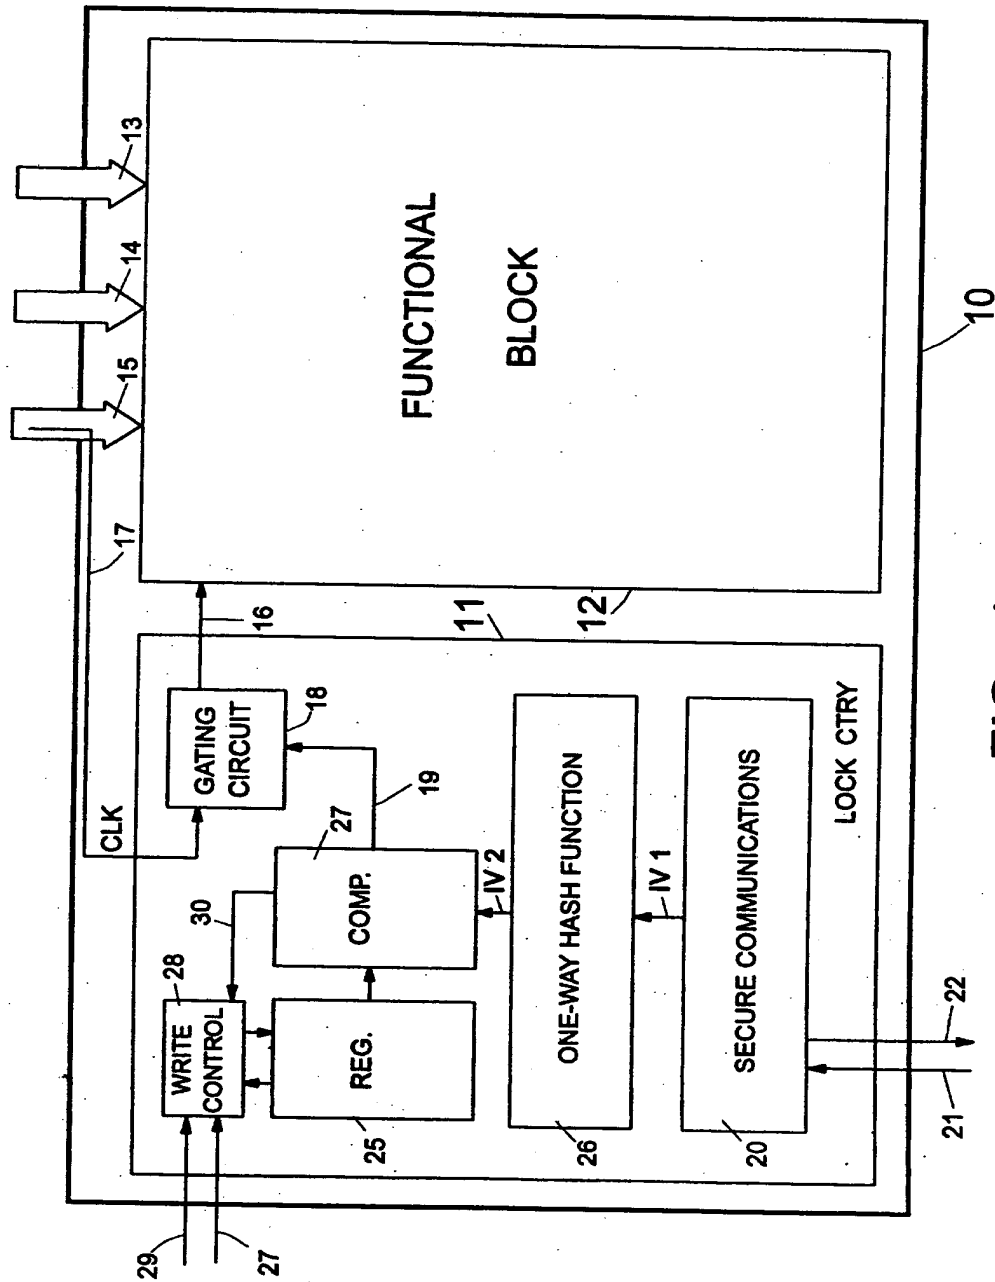 CLK
17
15
14
13
29
28
30
WRITE
CONTROL
GATING
CIRCUIT
16
27
18
27
REG.
COMP.
25
19
FUNCTIONAL
BLOCK
11
12
IV 2
ONE-WAY HASH FUNCTION
26
IV 1
SECURE COMMUNICATIONS
20
LOCK CTRY
21
22
10